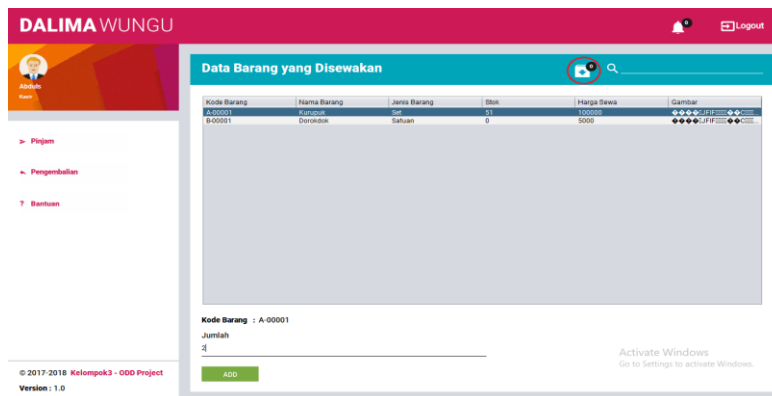 DALIMA WUNGU
0
Logout
Abduls
Data Barang yang Disewakan
0
Kode Barang Nama Barang Jenis Barang Stok Harga Sewa Gambar
A-00001 Kurupuk Set 51 100000
B-00001 Dorokdok Satuan 0 5000
Pinjam
Pengembalian
? Bantuan
Kode Barang : A-00001
Jumlah
2
ADD
Activate Windows
Go to Settings to activate Windows.
© 2017-2018 Kelompok3 - ODD Project
Version : 1.0